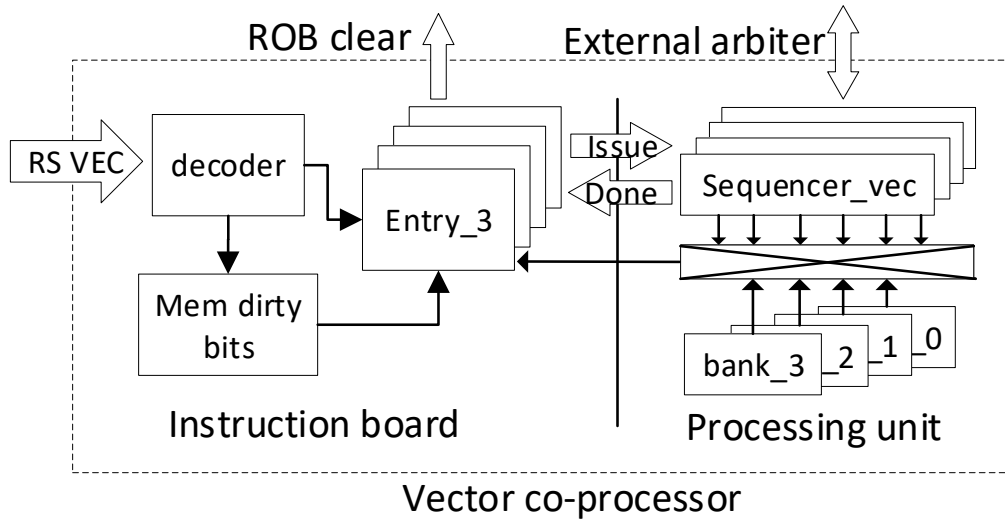 ROB clear
External arbiter
RS VEC
decoder
Entry_3
Issue
Done
Sequencer_vec
Mem dirty
bits
bank_3
_2
_1
_0
Instruction board
Processing unit
Vector co-processor